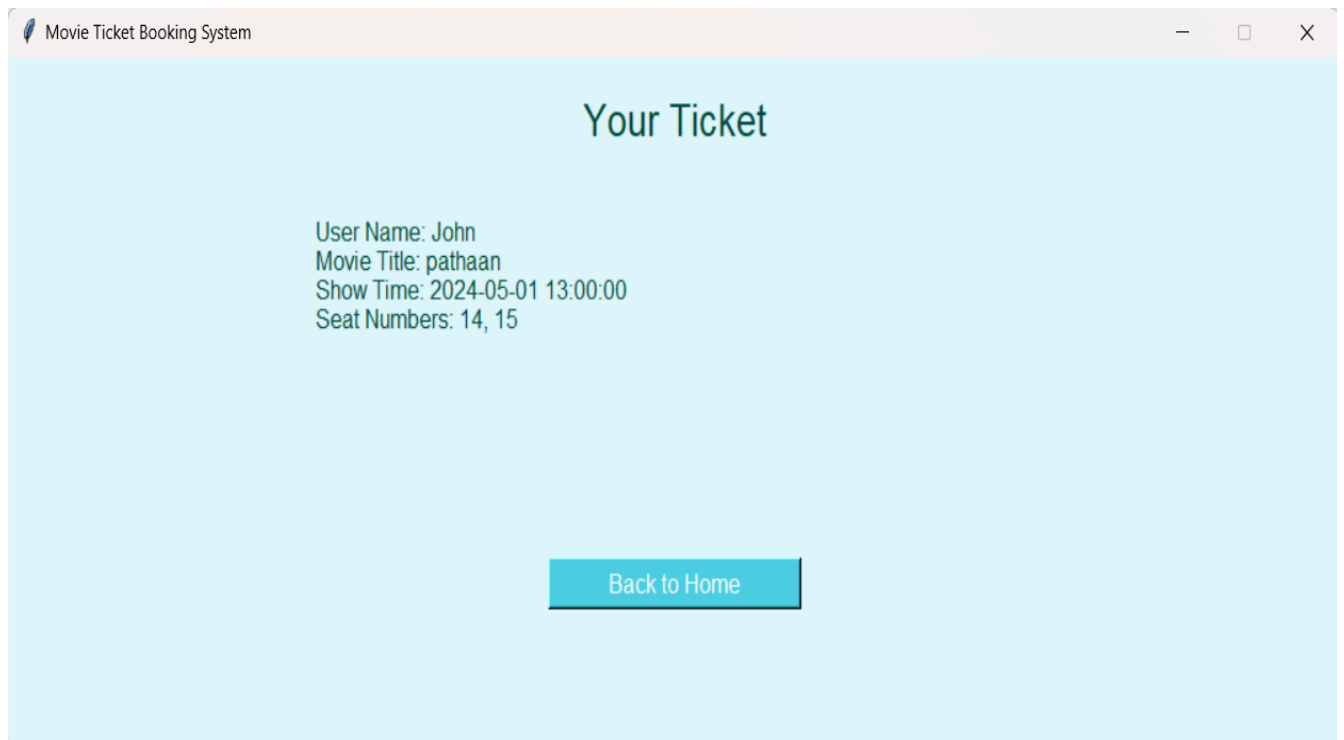 Movie Ticket Booking System
Your Ticket
User Name: John
Movie Title: pathaan
Show Time: 2024-05-01 13:00:00
Seat Numbers: 14, 15
Back to Home